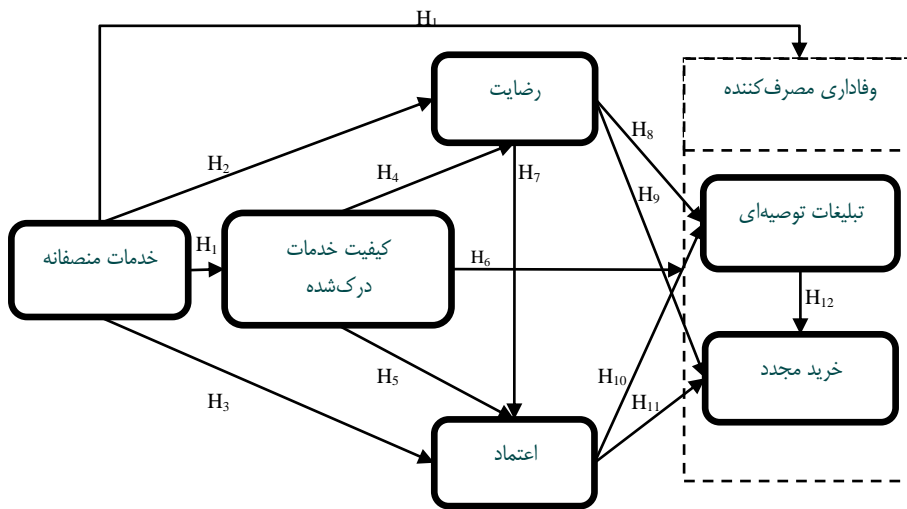 H₁
رضایت
وفاداری مصرف‌کننده
H₈
H₂
H₄
H₇
H₉
تبلیغات توصیه‌ای
خدمات منصفانه
H₁
کیفیت خدمات
درک‌شده
H₆
H₁₂
خرید مجدد
H₅
H₁₀
H₃
H₁₁
اعتماد